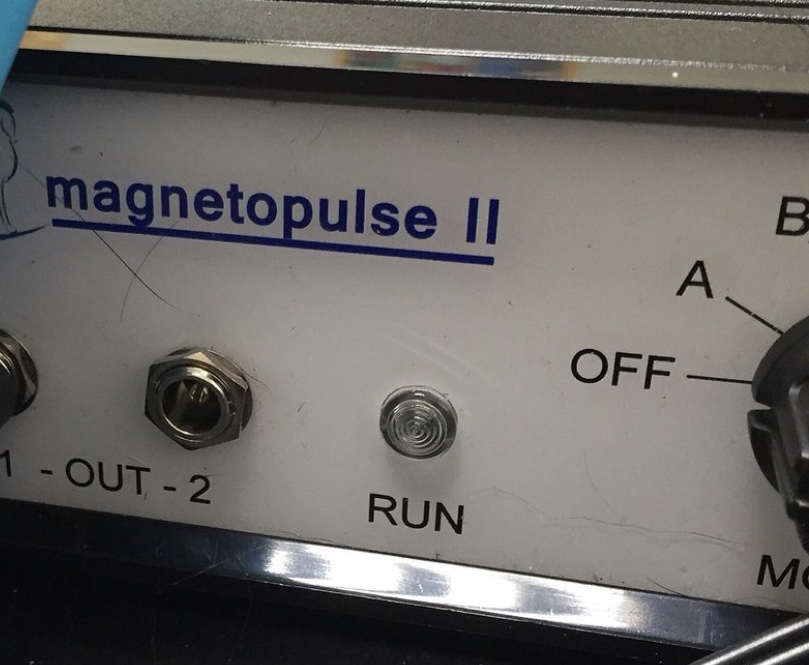 magnetopulse II
B
A
OFF
1 - OUT - 2
RUN